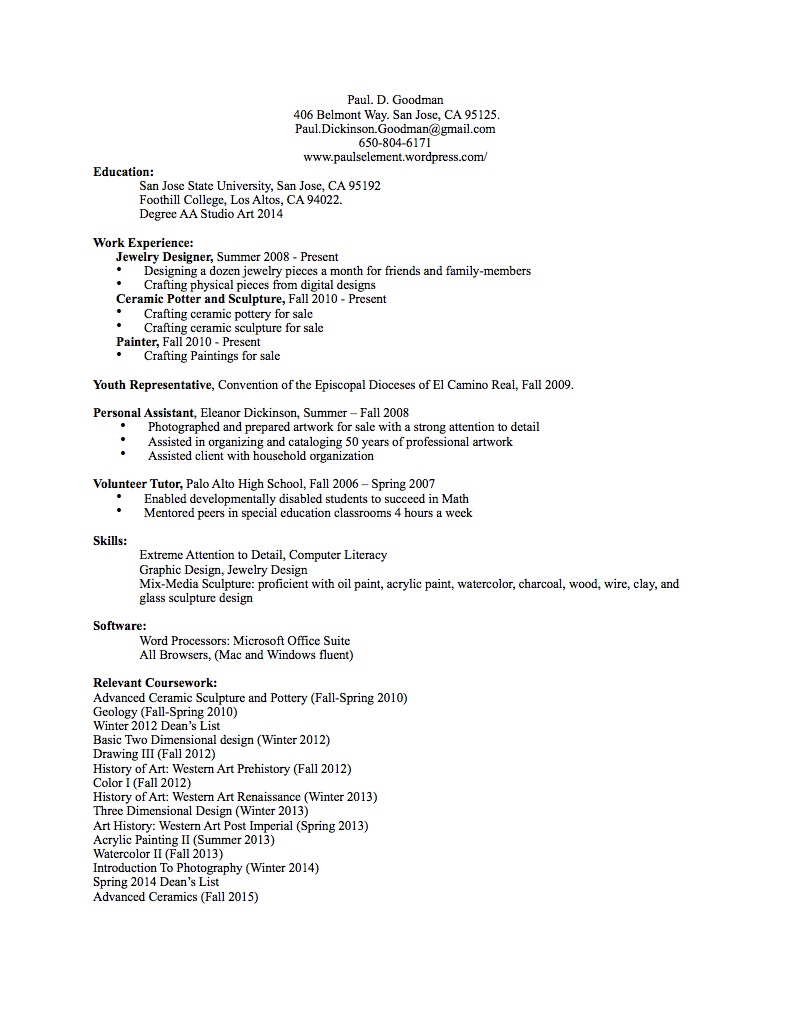 Paul. D. Goodman
406 Belmont Way. San Jose, CA 95125.
Paul.Dickinson.Goodman@gmail.com
650-804-6171
www.paulselement.wordpress.com/
Education:
San Jose State University, San Jose, CA 95192
Foothill College, Los Altos, CA 94022.
Degree AA Studio Art 2014
Work Experience:
Jewelry Designer, Summer 2008 - Present
• Designing a dozen jewelry pieces a month for friends and family-members
• Crafting physical pieces from digital designs
Ceramic Potter and Sculpture, Fall 2010 - Present
• Crafting ceramic pottery for sale
• Crafting ceramic sculpture for sale
Painter, Fall 2010 - Present
• Crafting Paintings for sale
Youth Representative, Convention of the Episcopal Dioceses of El Camino Real, Fall 2009.
Personal Assistant, Eleanor Dickinson, Summer – Fall 2008
• Photographed and prepared artwork for sale with a strong attention to detail
• Assisted in organizing and cataloging 50 years of professional artwork
• Assisted client with household organization
Volunteer Tutor, Palo Alto High School, Fall 2006 – Spring 2007
• Enabled developmentally disabled students to succeed in Math
• Mentored peers in special education classrooms 4 hours a week
Skills:
Extreme Attention to Detail, Computer Literacy
Graphic Design, Jewelry Design
Mix-Media Sculpture: proficient with oil paint, acrylic paint, watercolor, charcoal, wood, wire, clay, and
glass sculpture design
Software:
Word Processors: Microsoft Office Suite
All Browsers, (Mac and Windows fluent)
Relevant Coursework:
Advanced Ceramic Sculpture and Pottery (Fall-Spring 2010)
Geology (Fall-Spring 2010)
Winter 2012 Dean’s List
Basic Two Dimensional design (Winter 2012)
Drawing III (Fall 2012)
History of Art: Western Art Prehistory (Fall 2012)
Color I (Fall 2012)
History of Art: Western Art Renaissance (Winter 2013)
Three Dimensional Design (Winter 2013)
Art History: Western Art Post Imperial (Spring 2013)
Acrylic Painting II (Summer 2013)
Watercolor II (Fall 2013)
Introduction To Photography (Winter 2014)
Spring 2014 Dean’s List
Advanced Ceramics (Fall 2015)